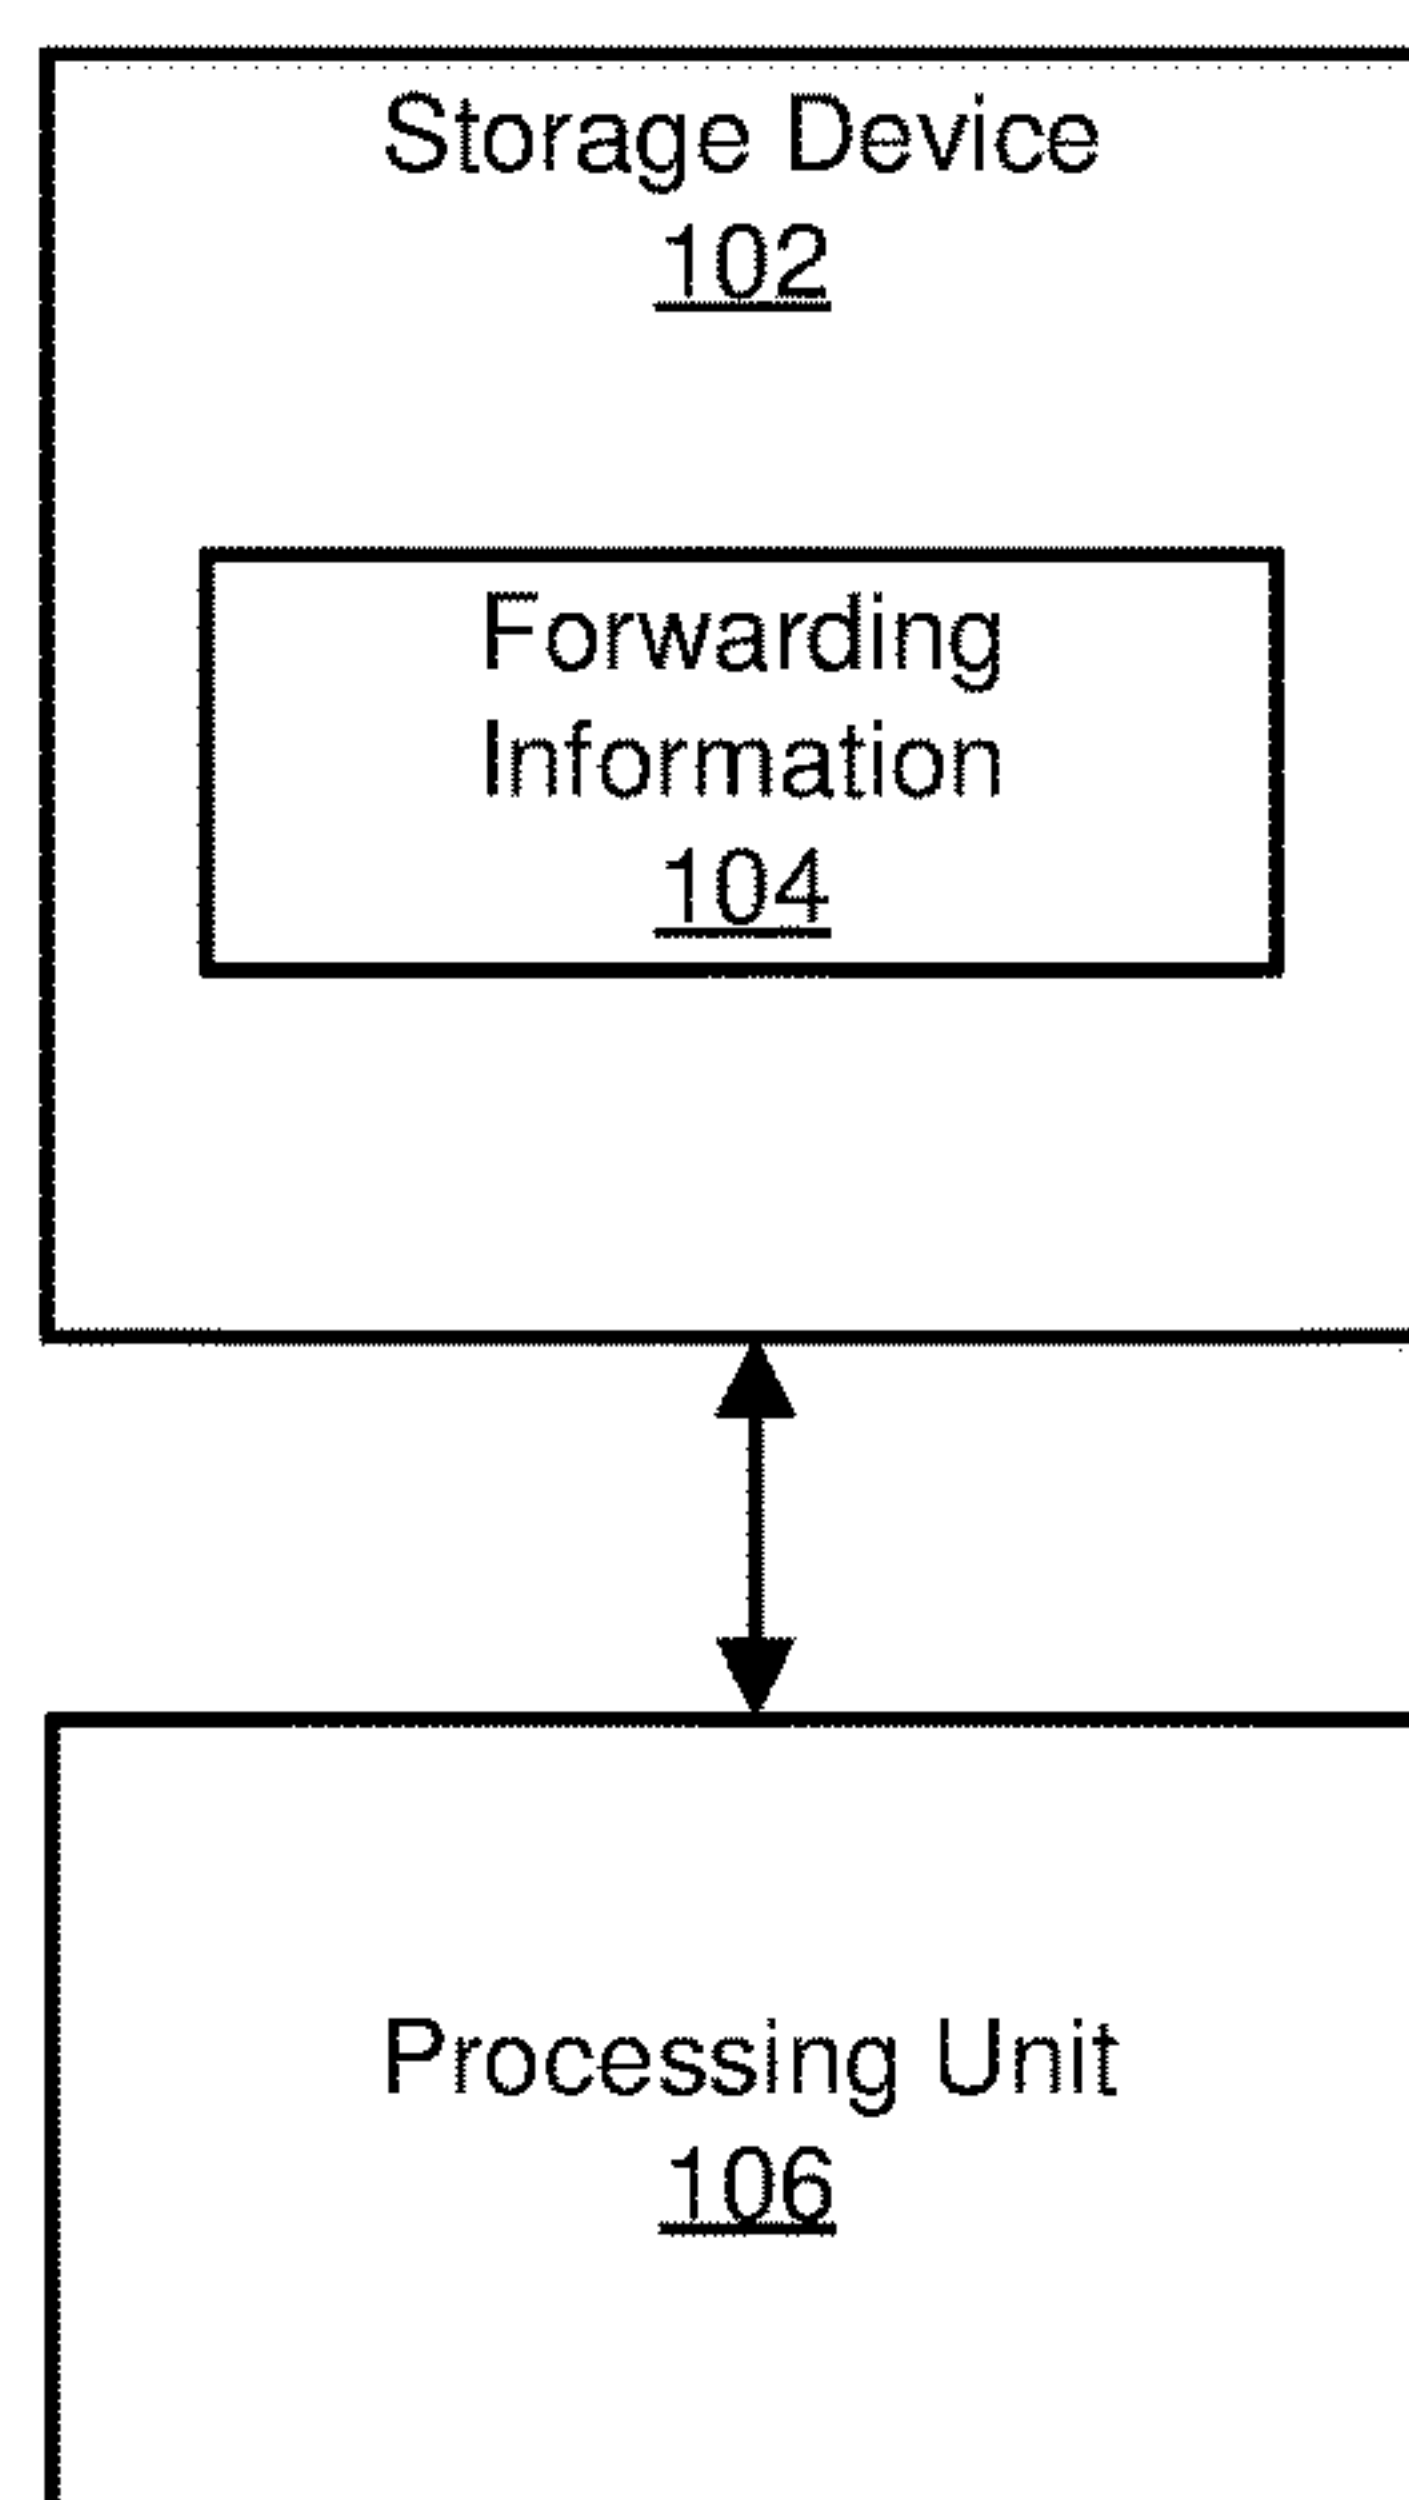 Storage Device
102
Forwarding
Information
104
Processing Unit
106